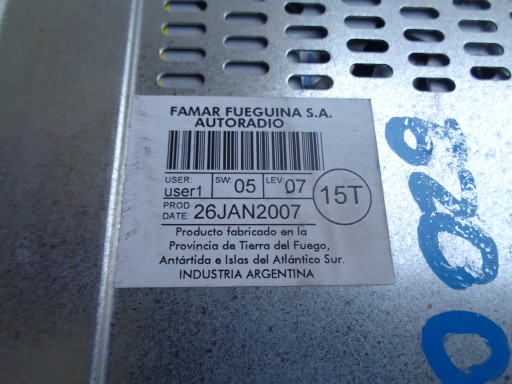 FAMAR FUEGUINA S.A.
AUTORADIO
USER: user1 SW: 05 LEV: 07 15T
PROD DATE: 26JAN2007
Producto fabricado en la
Provincia de Tierra del Fuego,
Antártida e Islas del Atlántico Sur.
INDUSTRIA ARGENTINA